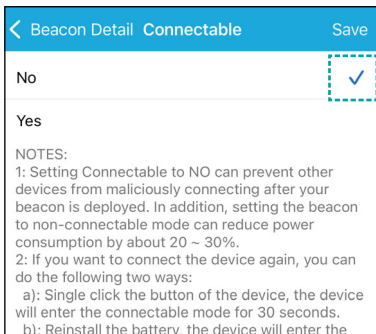 Beacon Detail Connectable Save
No
Yes
NOTES:
1: Setting Connectable to NO can prevent other
devices from maliciously connecting after your
beacon is deployed. In addition, setting the beacon
to non-connectable mode can reduce power
consumption by about 20 ~ 30%.
2: If you want to connect the device again, you can
do the following two ways:
a): Single click the button of the device, the device
will enter the connectable mode for 30 seconds.
b): Reinstall the battery, the device will enter the